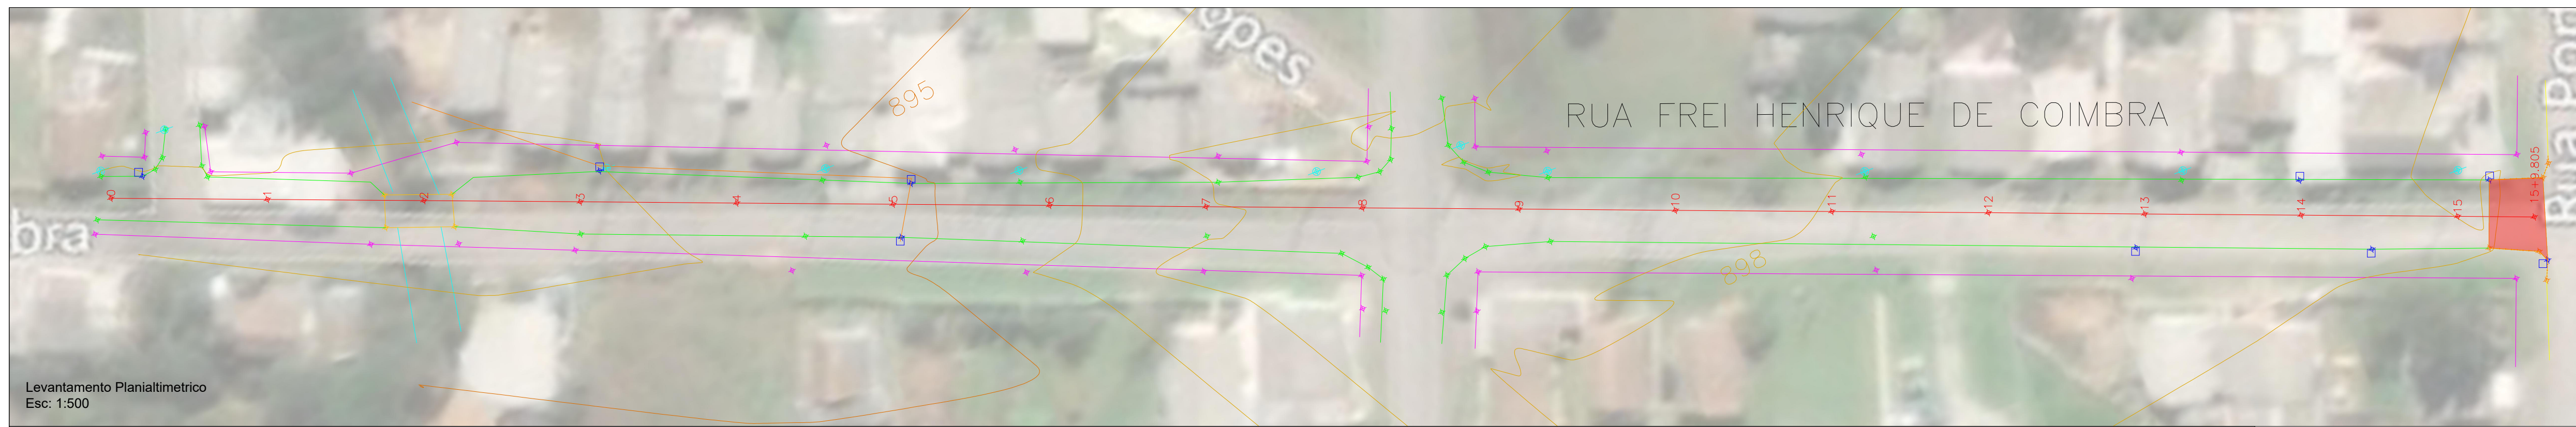 opes
895
RUA FREI HENRIQUE DE COIMBRA
0 1 2 3 4 5 6 7 8 9 10 11 12 13 14 15 15+9.805
bra
898
Levantamento Planialtimetrico
Esc: 1:500